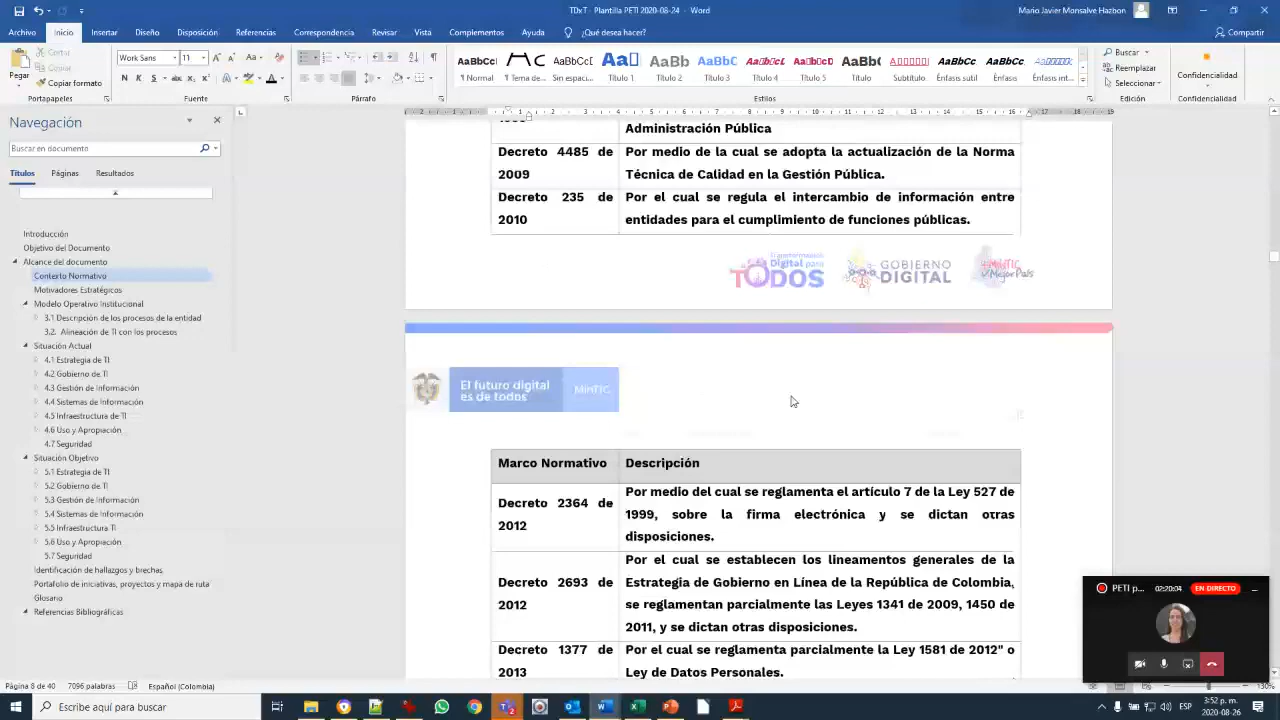 TDxT - Plantilla PETI 2020-08-24 - Word
Mario Andres Monsalve Hazbon
Archivo Inicio Insertar Diseño Disposición Referencias Correspondencia Revisar Vista Complementos Ayuda ¿Qué desea hacer? Compartir
Pegar
Copiar formato
Work Sans 11
N K S
AaBbCcI AaBbCcD AaB AaBb AaBbC AaBbC AaBbCc AaBbCc
¶ Normal ¶ Tema de... Sin espaci... Título 1 Título 2 Título 3 Título 4 Título 5 Título Subtítulo Énfasis sutil Énfasis Énfasis int...
Buscar
Reemplazar
Confidencialidad
Fuente Párrafo Estilos Edición Confidencialidad
Navegación
Buscar en documento
Títulos Páginas Resultados
Introducción
Objetivo del Documento
Alcance del documento
Contexto Normativo
Motivadores Estratégicos
Modelo Operativo Institucional
3.1 Descripción de los procesos de la entidad
3.2. Alineación de TI con los procesos
Situación Actual
4.1 Estrategia de TI
4.2 Gobierno de TI
4.3 Gestión de Información
4.4 Sistemas de Información
4.5 Infraestructura de TI
4.6 Uso y Apropiación
4.7 Seguridad
Situación Objetivo
5.1 Estrategia de TI
5.2 Gobierno de TI
5.3 Gestión de Información
5.4 Sistemas de Información
5.5 Infraestructura TI
5.6 Uso y Apropiación
5.7 Seguridad
Identificación de hallazgos y brechas
Portafolio de iniciativas, proyectos y mapa de ruta
Glosario
Referencias Bibliográficas
Administración Pública
Decreto 4485 de 2009
Por medio de la cual se adopta la actualización de la Norma
Técnica de Calidad en la Gestión Pública.
Decreto 235 de 2010
Por el cual se regula el intercambio de información entre
entidades para el cumplimiento de funciones públicas.
Digital para
TODOS
GOBIERNO
DIGITAL
El futuro digital
es de todos
MinTIC
Marco Normativo Descripción
Decreto 2364 de 2012
Por medio del cual se reglamenta el artículo 7 de la Ley 527 de
1999, sobre la firma electrónica y se dictan otras
disposiciones.
Decreto 2693 de 2012
Por el cual se establecen los lineamentos generales de la
Estrategia de Gobierno en Línea de la República de Colombia,
se reglamentan parcialmente las Leyes 1341 de 2009, 1450 de
2011, y se dictan otras disposiciones.
Decreto 1377 de 2013
Por el cual se reglamenta parcialmente la Ley 1581 de 2012" o
Ley de Datos Personales.
PETI p... 02:20:04 EN DIRECTO
Página 8 de 40 7096 palabras Español (Colombia)
Escribe aquí para buscar
ESP
3:52 p. m.
2020-08-26